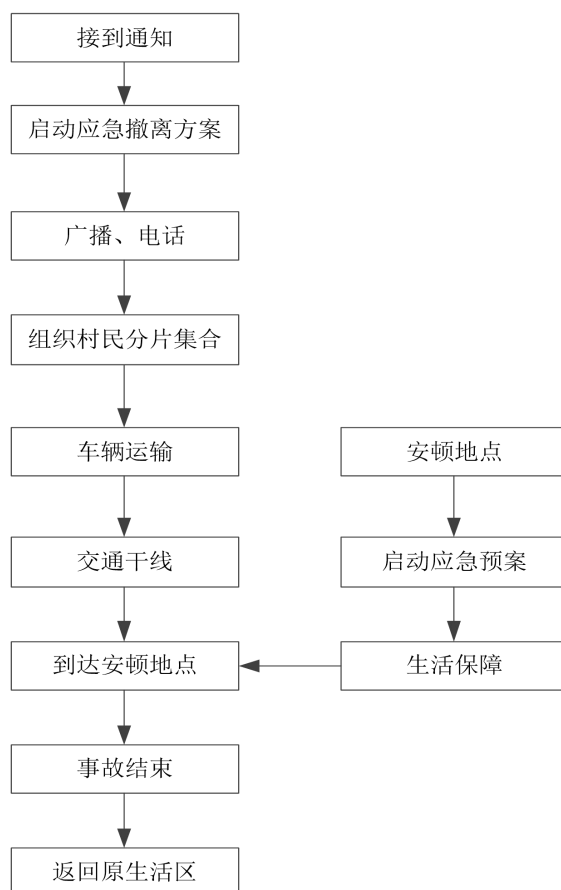 接到通知
启动应急撤离方案
广播、电话
组织村民分片集合
车辆运输
安顿地点
交通干线
启动应急预案
到达安顿地点
生活保障
事故结束
返回原生活区